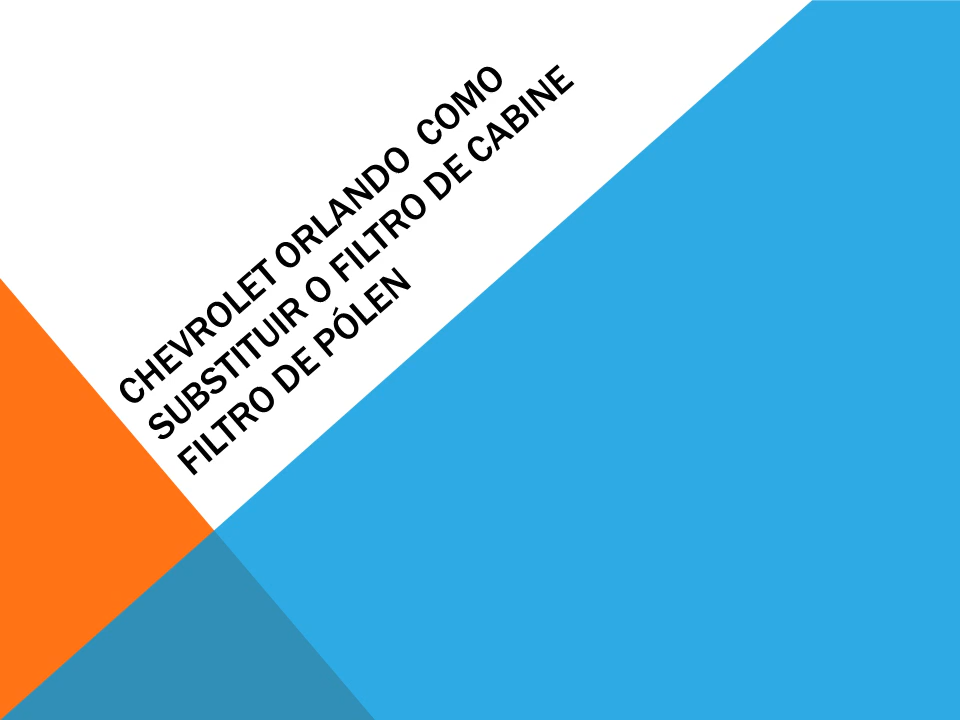 CHEVROLET ORLANDO  COMO
SUBSTITUIR O FILTRO DE CABINE
FILTRO DE PÓLEN